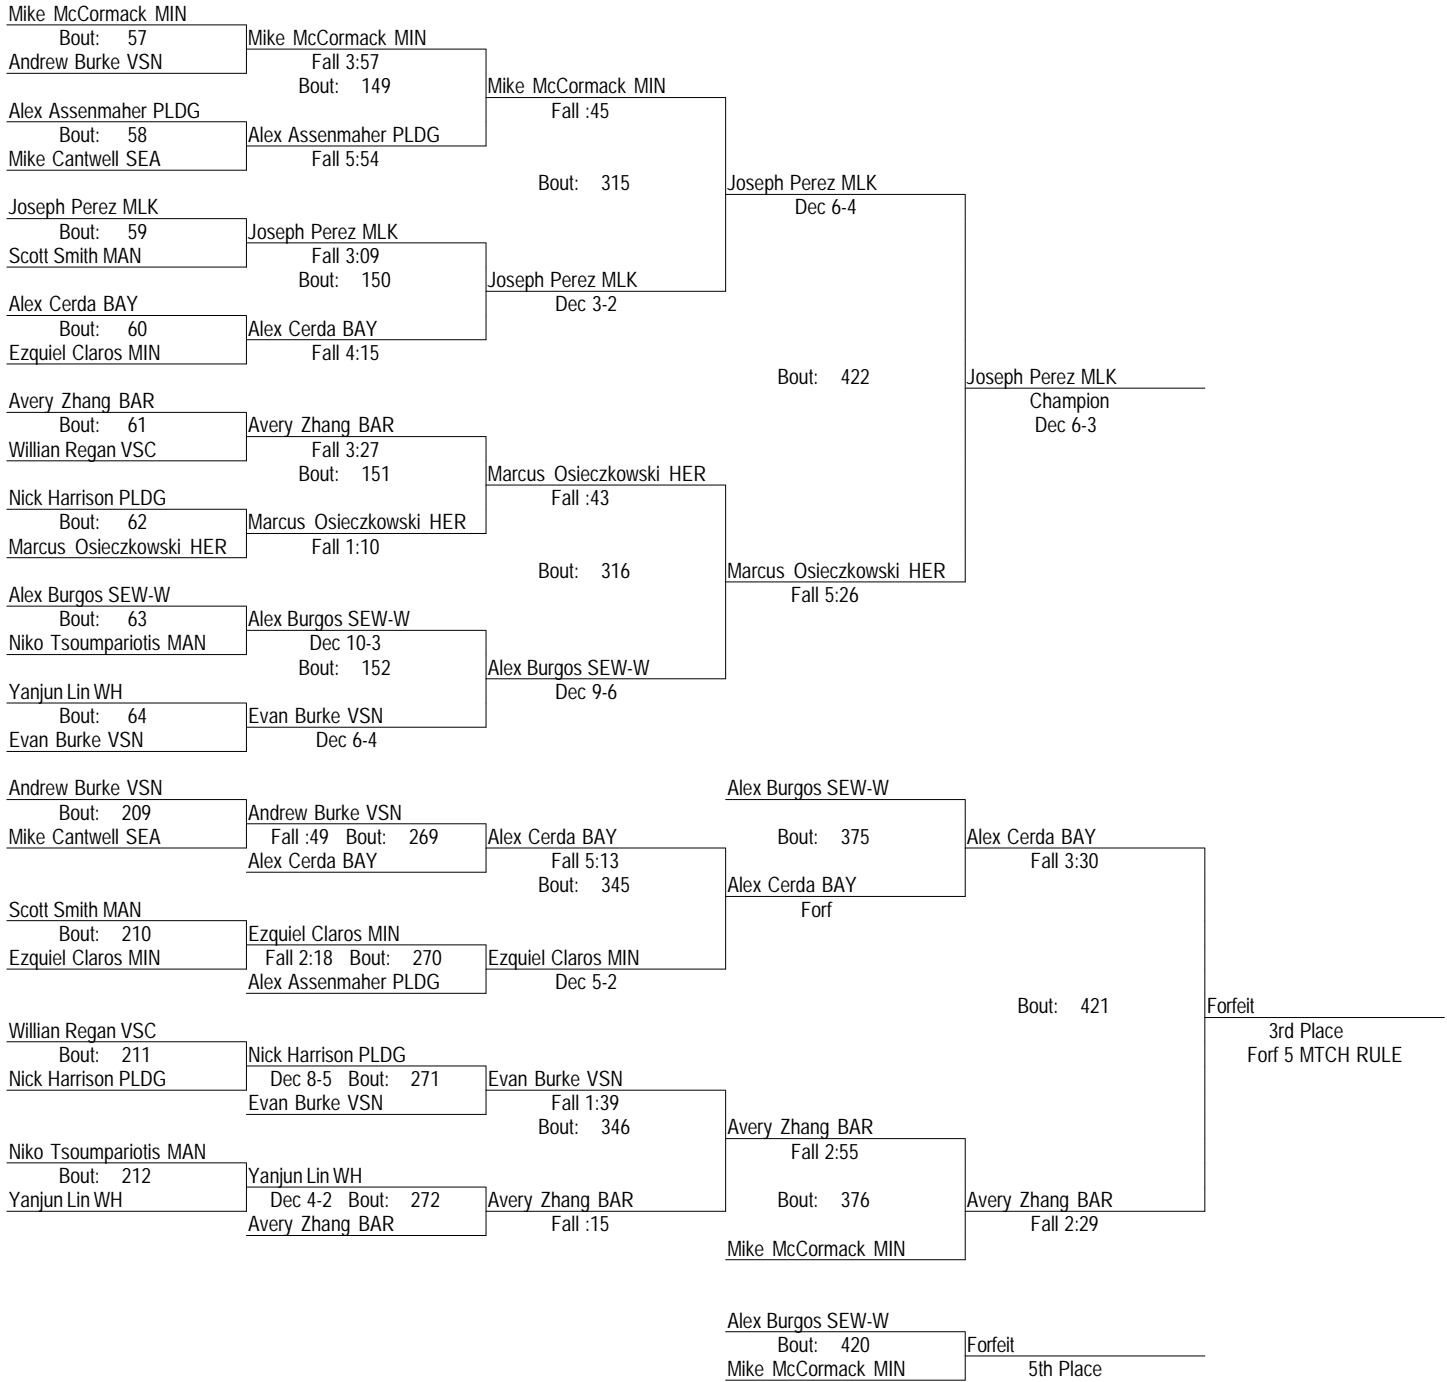 Mike McCormack MIN
Bout: 57
Andrew Burke VSN
Mike McCormack MIN
Fall 3:57
Bout: 149
Alex Assenmaher PLDG
Bout: 58
Mike Cantwell SEA
Alex Assenmaher PLDG
Fall 5:54
Mike McCormack MIN
Fall :45
Bout: 315
Joseph Perez MLK
Bout: 59
Scott Smith MAN
Joseph Perez MLK
Fall 3:09
Bout: 150
Alex Cerda BAY
Bout: 60
Ezquiel Claros MIN
Alex Cerda BAY
Fall 4:15
Joseph Perez MLK
Dec 3-2
Joseph Perez MLK
Dec 6-4
Bout: 422
Joseph Perez MLK
Champion
Dec 6-3
Avery Zhang BAR
Bout: 61
Willian Regan VSC
Avery Zhang BAR
Fall 3:27
Bout: 151
Nick Harrison PLDG
Bout: 62
Marcus Osieczkowski HER
Marcus Osieczkowski HER
Fall 1:10
Marcus Osieczkowski HER
Fall :43
Bout: 316
Marcus Osieczkowski HER
Fall 5:26
Alex Burgos SEW-W
Bout: 63
Niko Tsoumpariotis MAN
Alex Burgos SEW-W
Dec 10-3
Bout: 152
Yanjun Lin WH
Bout: 64
Evan Burke VSN
Evan Burke VSN
Dec 6-4
Alex Burgos SEW-W
Dec 9-6
Andrew Burke VSN
Bout: 209
Mike Cantwell SEA
Andrew Burke VSN
Fall :49 Bout: 269
Alex Cerda BAY
Alex Cerda BAY
Fall 5:13
Bout: 345
Scott Smith MAN
Bout: 210
Ezquiel Claros MIN
Ezquiel Claros MIN
Fall 2:18 Bout: 270
Alex Assenmaher PLDG
Ezquiel Claros MIN
Dec 5-2
Alex Burgos SEW-W
Bout: 375
Alex Cerda BAY
Forf
Alex Cerda BAY
Fall 3:30
Bout: 421
Forfeit
3rd Place
Forf 5 MTCH RULE
Willian Regan VSC
Bout: 211
Nick Harrison PLDG
Nick Harrison PLDG
Dec 8-5 Bout: 271
Evan Burke VSN
Evan Burke VSN
Fall 1:39
Bout: 346
Niko Tsoumpariotis MAN
Bout: 212
Yanjun Lin WH
Yanjun Lin WH
Dec 4-2 Bout: 272
Avery Zhang BAR
Avery Zhang BAR
Fall :15
Avery Zhang BAR
Fall 2:55
Bout: 376
Mike McCormack MIN
Avery Zhang BAR
Fall 2:29
Alex Burgos SEW-W
Bout: 420
Mike McCormack MIN
Forfeit
5th Place